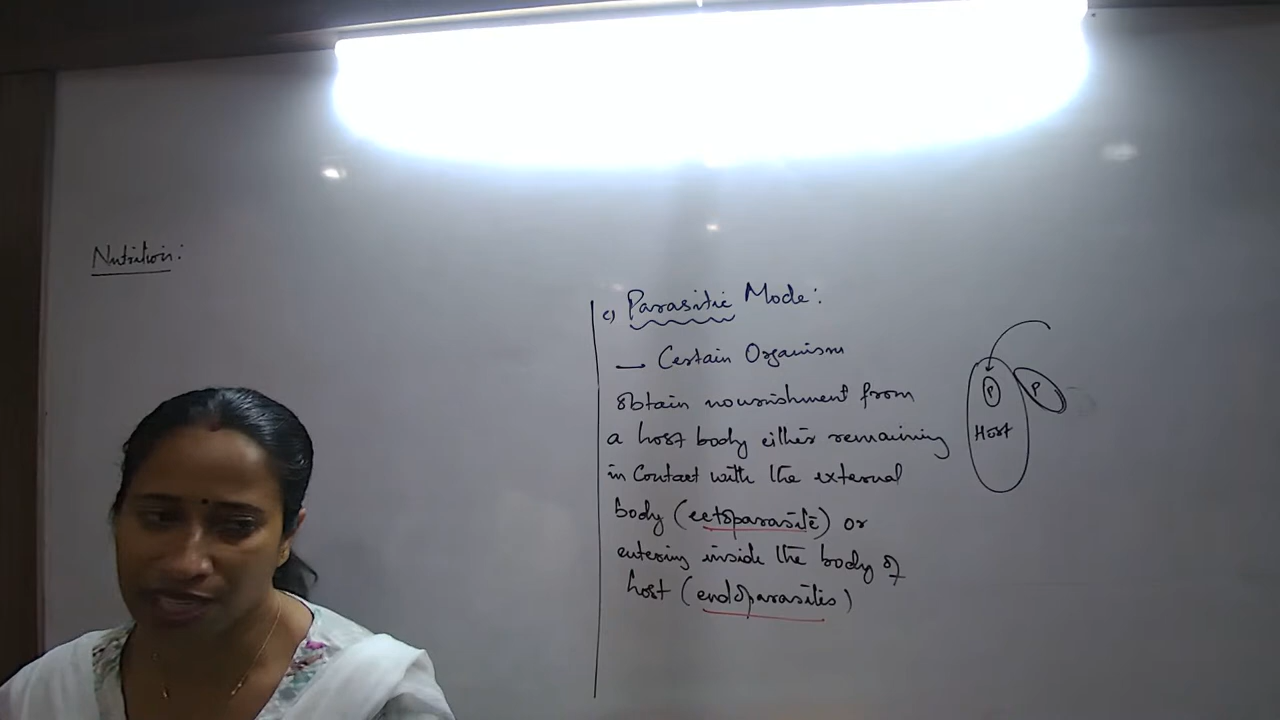 Nutrition:
c) Parasitic Mode:
— Certain Organisms
obtain nourishment from
a host body either remaining
in Contact with the external
body (ectoparasite) or
entering inside the body of
host (endoparasites)
P
P
Host